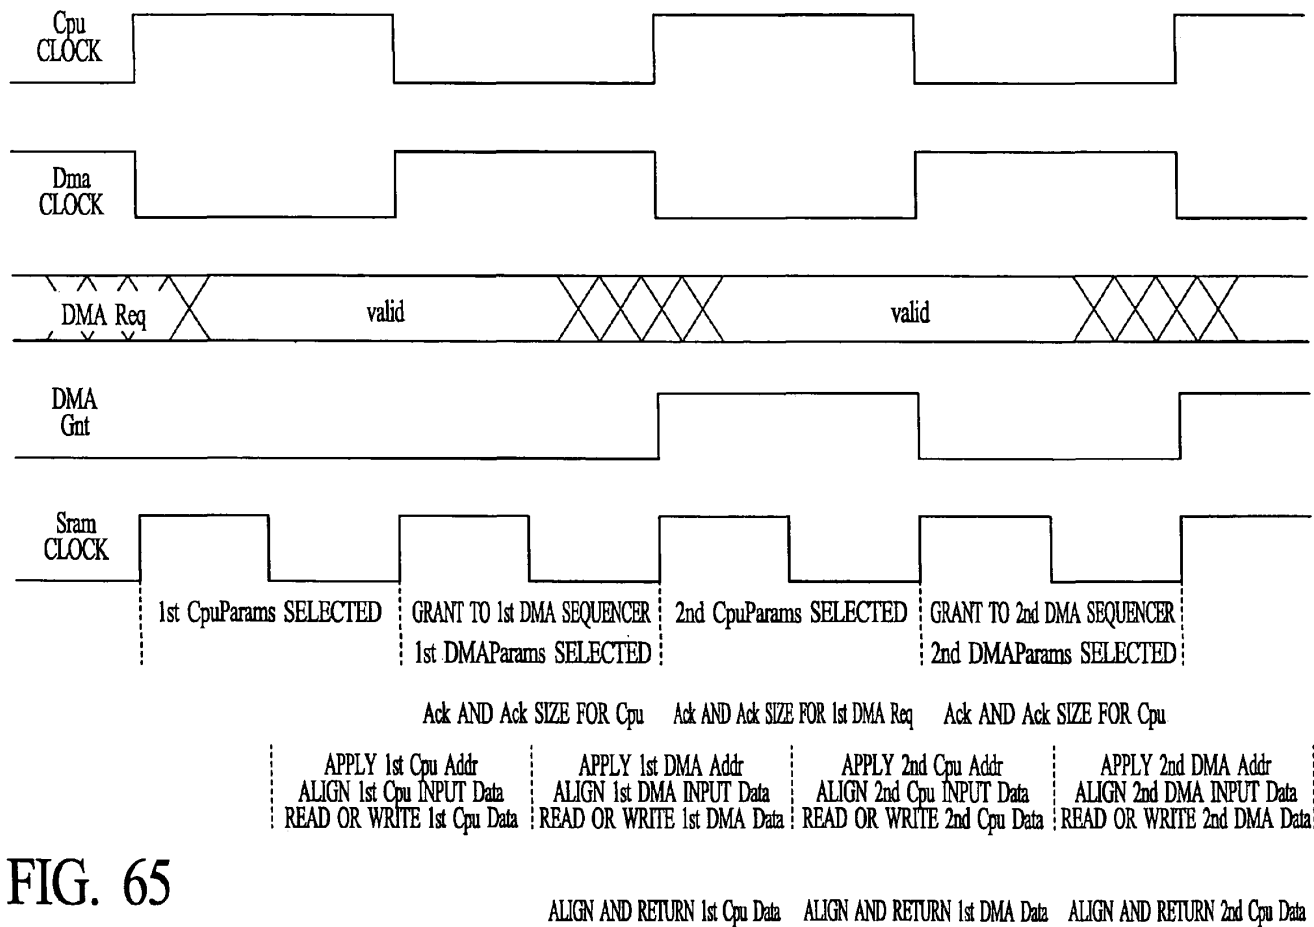 Cpu
CLOCK
Dma
CLOCK
DMA Req
valid
valid
DMA
Gnt
Sram
CLOCK
1st CpuParams SELECTED
GRANT TO 1st DMA SEQUENCER
1st DMAParams SELECTED
2nd CpuParams SELECTED
GRANT TO 2nd DMA SEQUENCER
2nd DMAParams SELECTED
Ack AND Ack SIZE FOR Cpu
Ack AND Ack SIZE FOR 1st DMA Req
Ack AND Ack SIZE FOR Cpu
APPLY 1st Cpu Addr
ALIGN 1st Cpu INPUT Data
READ OR WRITE 1st Cpu Data
APPLY 1st DMA Addr
ALIGN 1st DMA INPUT Data
READ OR WRITE 1st DMA Data
APPLY 2nd Cpu Addr
ALIGN 2nd Cpu INPUT Data
READ OR WRITE 2nd Cpu Data
APPLY 2nd DMA Addr
ALIGN 2nd DMA INPUT Data
READ OR WRITE 2nd DMA Data
FIG. 65
ALIGN AND RETURN 1st Cpu Data
ALIGN AND RETURN 1st DMA Data
ALIGN AND RETURN 2nd Cpu Data